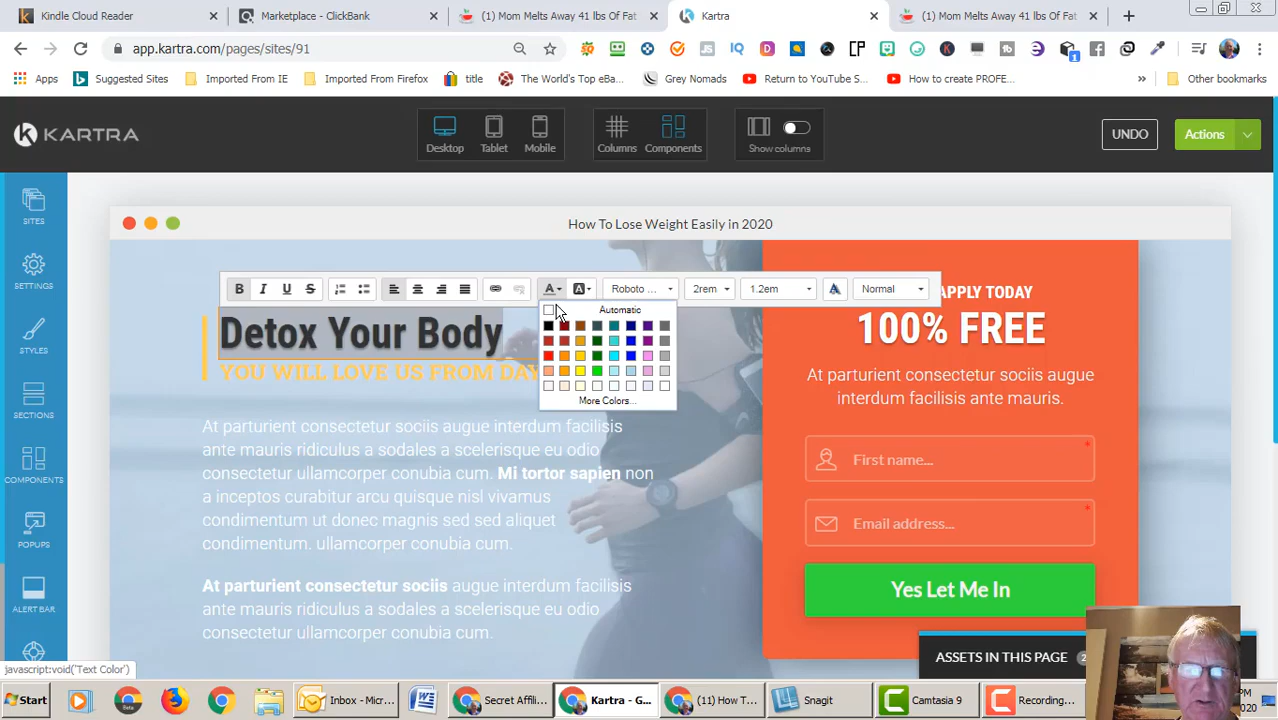 Kindle Cloud Reader
Marketplace - ClickBank
(1) Mom Melts Away 41 lbs Of Fat
Kartra
(1) Mom Melts Away 41 lbs Of Fat
app.kartra.com/pages/sites/91
Apps
Suggested Sites
Imported From IE
Imported From Firefox
title
The World's Top eBa...
Grey Nomads
Return to YouTube S...
How to create PROFE...
Other bookmarks
KARTRA
Desktop
Tablet
Mobile
Columns
Components
Show columns
UNDO
Actions
SITES
SETTINGS
STYLES
SECTIONS
COMPONENTS
POPUPS
ALERT BAR
How To Lose Weight Easily in 2020
B I U S
Roboto ...
2rem
1.2em
Normal
Automatic
More Colors...
Detox Your Body
YOU WILL LOVE US FROM DAY
At parturient consectetur sociis augue interdum facilisis
ante mauris ridiculus a sodales a scelerisque eu odio
consectetur ullamcorper conubia cum. Mi tortor sapien non
a inceptos curabitur arcu quisque nisl vivamus
condimentum ut donec magnis sed sed aliquet
condimentum. ullamcorper conubia cum.
At parturient consectetur sociis augue interdum facilisis
ante mauris ridiculus a sodales a scelerisque eu odio
consectetur ullamcorper conubia cum.
APPLY TODAY
100% FREE
At parturient consectetur sociis augue
interdum facilisis ante mauris.
First name...
Email address...
Yes Let Me In
ASSETS IN THIS PAGE
javascript:void('Text Color')
Start
Inbox - Micr...
Secret Affili...
Kartra - G...
(11) How T...
Snagit
Camtasia 9
Recording...